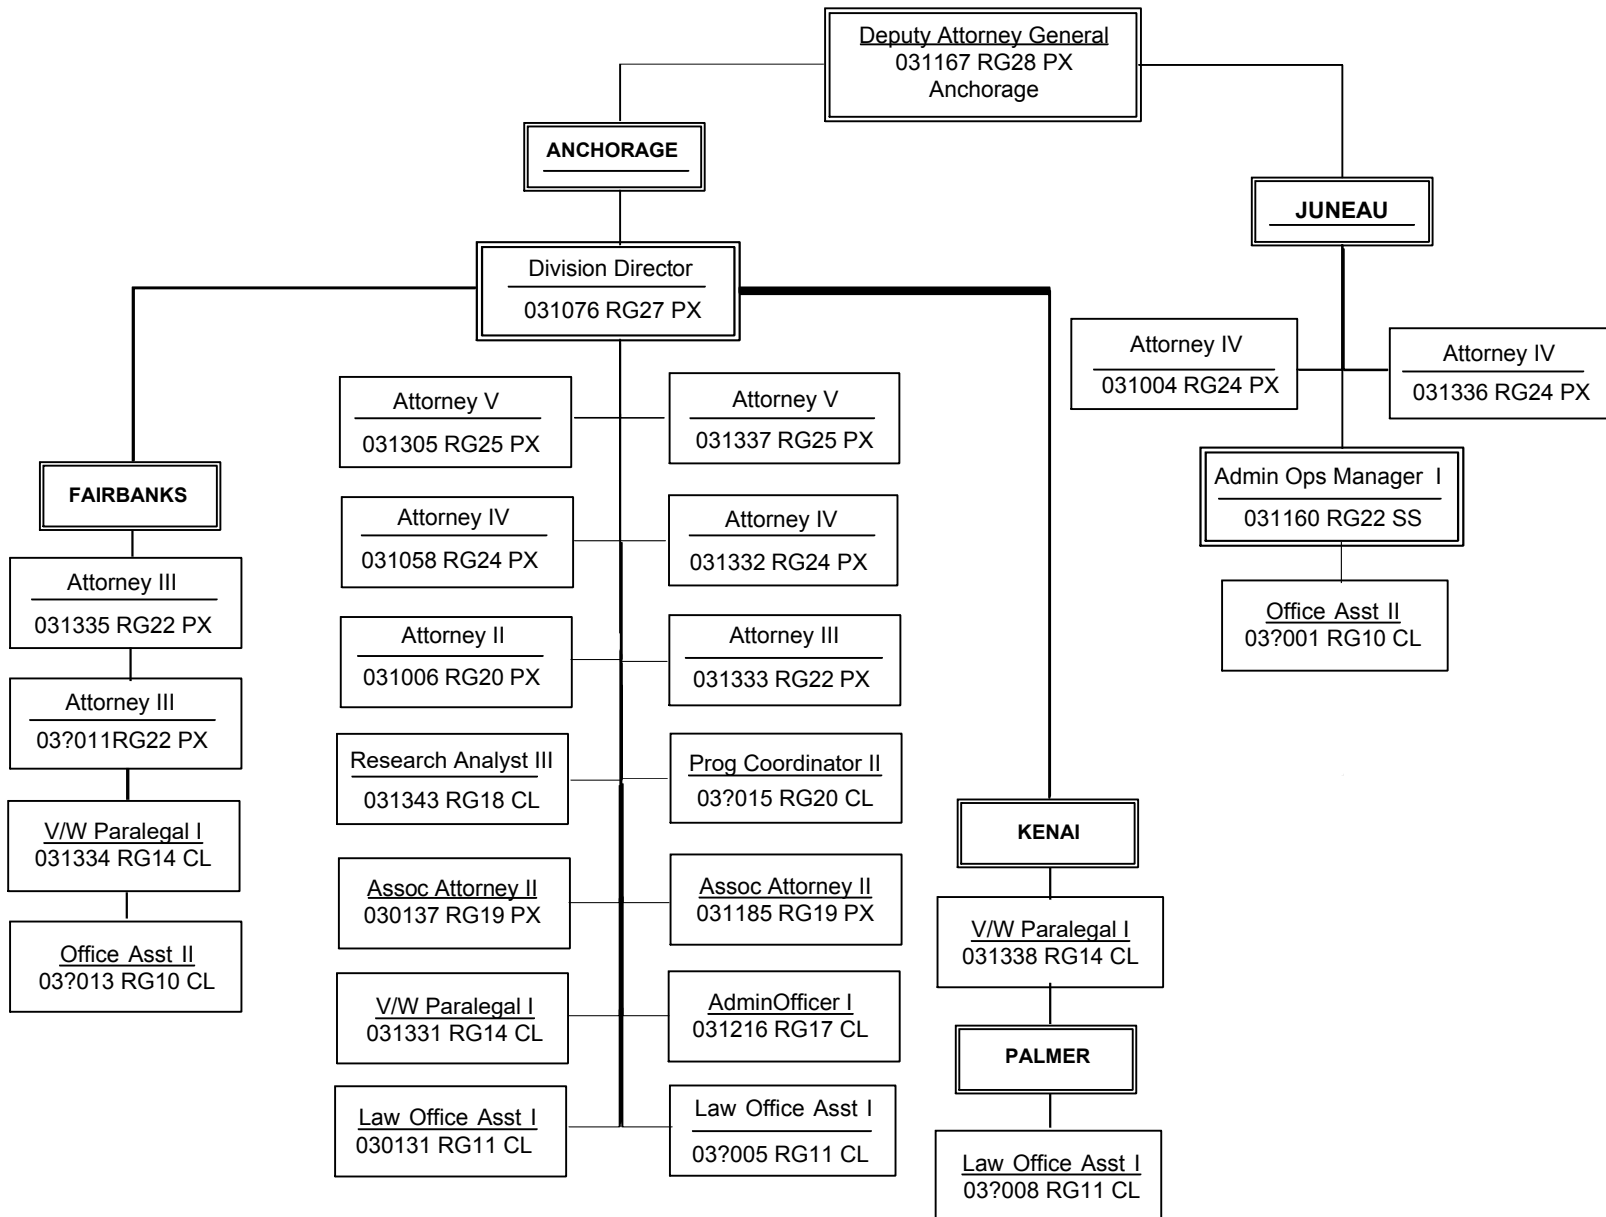 Deputy Attorney General
031167 RG28 PX
Anchorage
ANCHORAGE
JUNEAU
Division Director
031076 RG27 PX
Attorney IV
031004 RG24 PX
Attorney IV
031336 RG24 PX
Admin Ops Manager I
031160 RG22 SS
Office Asst II
03?001 RG10 CL
Attorney V
031305 RG25 PX
Attorney V
031337 RG25 PX
Attorney IV
031058 RG24 PX
Attorney IV
031332 RG24 PX
Attorney II
031006 RG20 PX
Attorney III
031333 RG22 PX
Research Analyst III
031343 RG18 CL
Prog Coordinator II
03?015 RG20 CL
Assoc Attorney II
030137 RG19 PX
Assoc Attorney II
031185 RG19 PX
V/W Paralegal I
031331 RG14 CL
AdminOfficer I
031216 RG17 CL
Law Office Asst I
030131 RG11 CL
Law Office Asst I
03?005 RG11 CL
FAIRBANKS
Attorney III
031335 RG22 PX
Attorney III
03?011RG22 PX
V/W Paralegal I
031334 RG14 CL
Office Asst II
03?013 RG10 CL
KENAI
V/W Paralegal I
031338 RG14 CL
PALMER
Law Office Asst I
03?008 RG11 CL